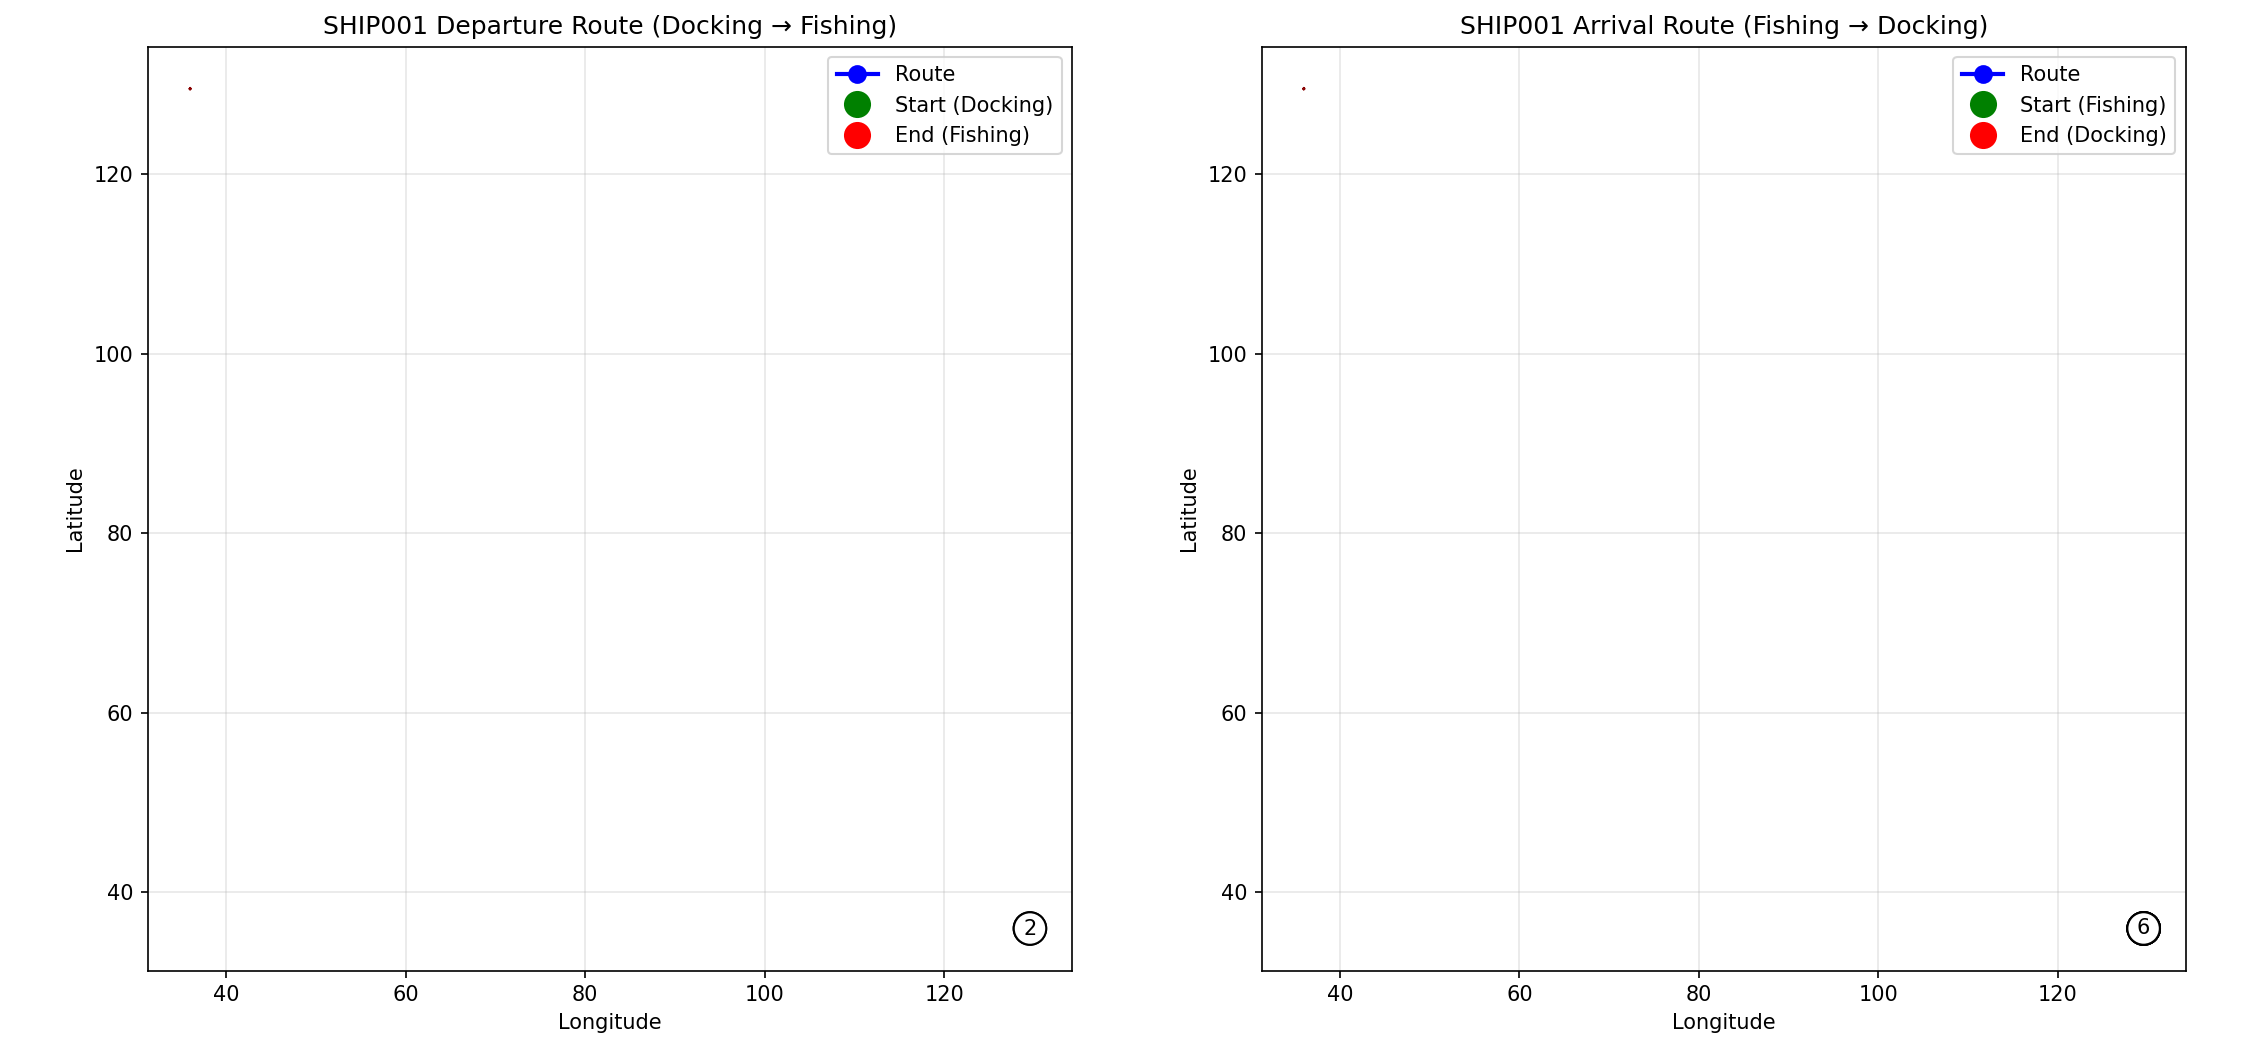 SHIP001 Departure Route (Docking → Fishing)
Route
Start (Docking)
End (Fishing)
120
100
80
60
40
Latitude
2
40 60 80 100 120
Longitude
SHIP001 Arrival Route (Fishing → Docking)
Route
Start (Fishing)
End (Docking)
120
100
80
60
40
Latitude
6
40 60 80 100 120
Longitude